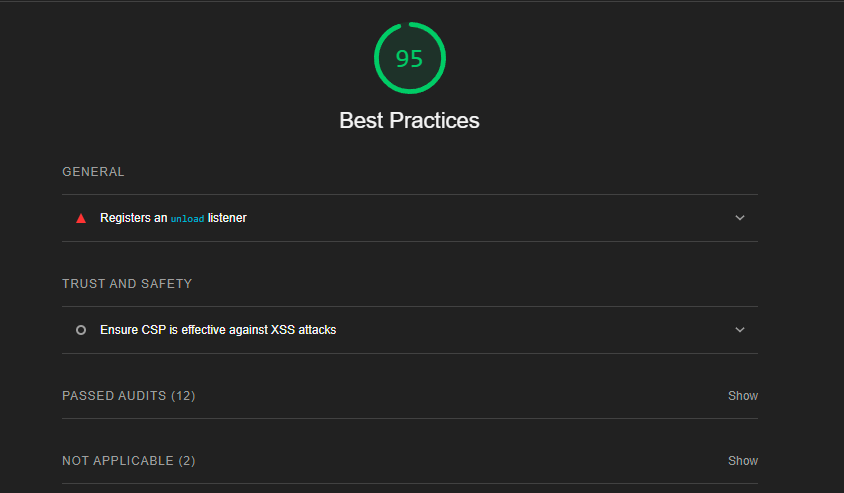 95
Best Practices
GENERAL
Registers an unload listener
TRUST AND SAFETY
Ensure CSP is effective against XSS attacks
PASSED AUDITS (12) Show
NOT APPLICABLE (2) Show